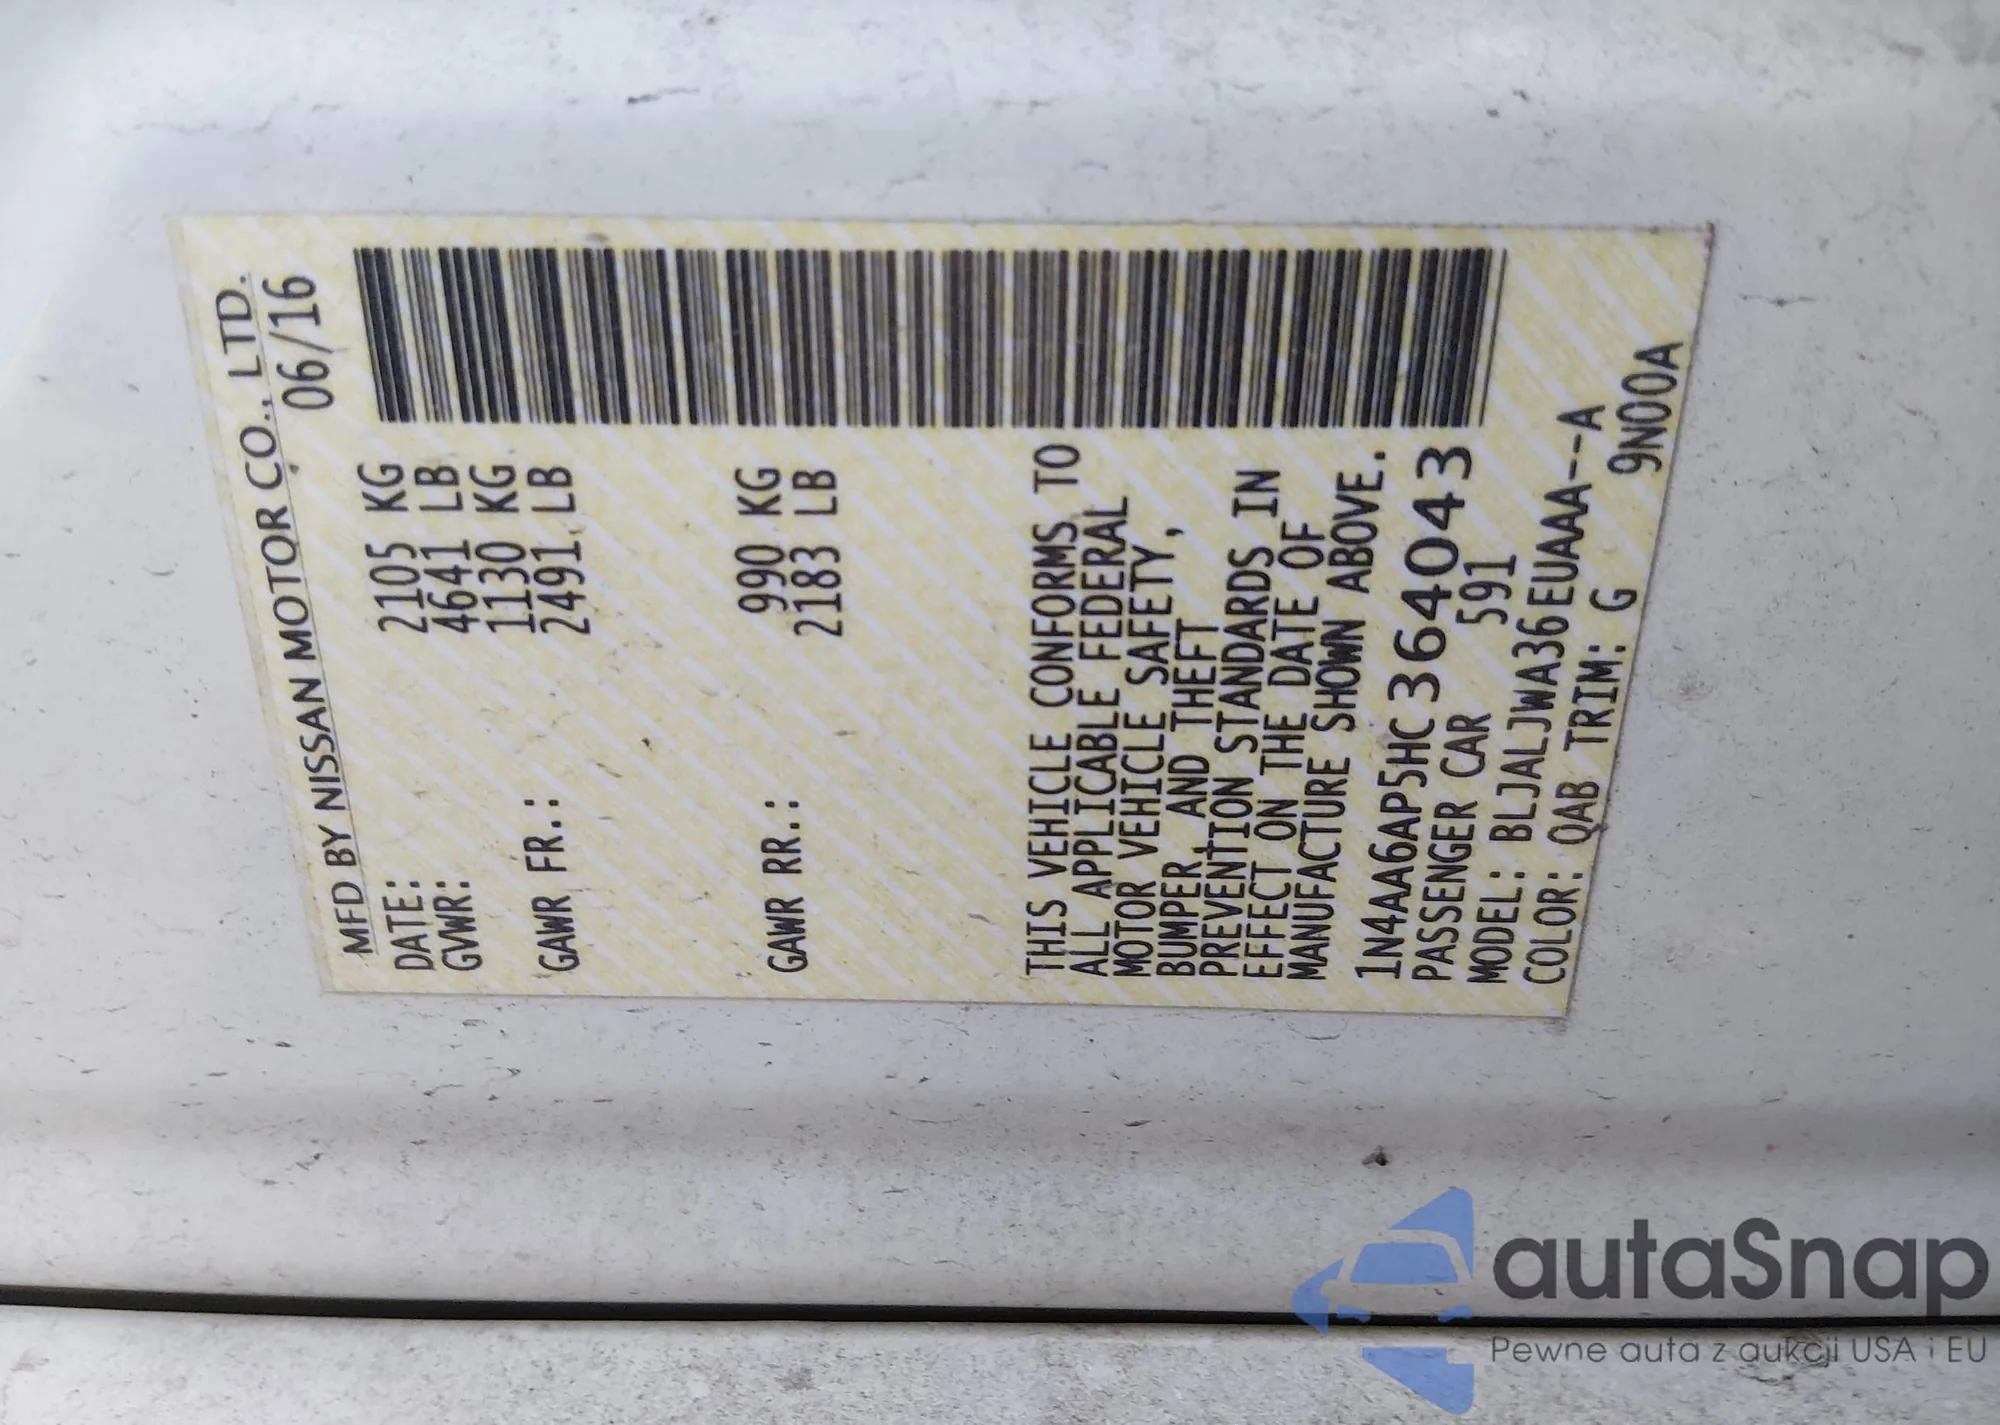 MFD BY NISSAN MOTOR CO., LTD.
DATE: 06/16
GVWR: 2105 KG
4641 LB
GAWR FR.: 1130 KG
2491 LB
GAWR RR.: 990 KG
2183 LB
THIS VEHICLE CONFORMS TO
ALL APPLICABLE FEDERAL
MOTOR VEHICLE SAFETY,
BUMPER AND THEFT
PREVENTION STANDARDS IN
EFFECT ON THE DATE OF
MANUFACTURE SHOWN ABOVE.
1N4AA6AP5HC364043
PASSENGER CAR 591
MODEL: BLJALJWA36EUAAA--A
COLOR: QAB TRIM: G 9N00A
autaSnap
Pewne auta z aukcji USA i EU